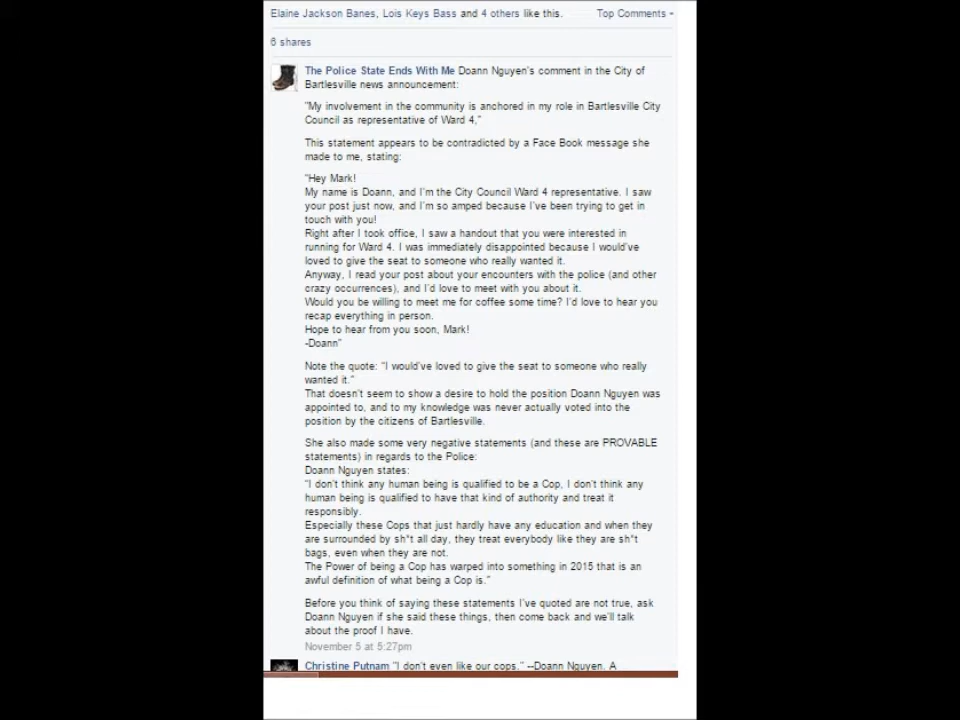 Elaine Jackson Banes, Lois Keys Bass and 4 others like this. Top Comments
6 shares
The Police State Ends With Me Doann Nguyen's comment in the City of
Bartlesville news announcement:
"My involvement in the community is anchored in my role in Bartlesville City
Council as representative of Ward 4,"
This statement appears to be contradicted by a Face Book message she
made to me, stating:
"Hey Mark!
My name is Doann, and I'm the City Council Ward 4 representative. I saw
your post just now, and I'm so amped because I've been trying to get in
touch with you!
Right after I took office, I saw a handout that you were interested in
running for Ward 4. I was immediately disappointed because I would've
loved to give the seat to someone who really wanted it.
Anyway, I read your post about your encounters with the police (and other
crazy occurrences), and I'd love to meet with you about it.
Would you be willing to meet me for coffee some time? I'd love to hear you
recap everything in person.
Hope to hear from you soon, Mark!
-Doann"
Note the quote: "I would've loved to give the seat to someone who really
wanted it."
That doesn't seem to show a desire to hold the position Doann Nguyen was
appointed to, and to my knowledge was never actually voted into the
position by the citizens of Bartlesville.
She also made some very negative statements (and these are PROVABLE
statements) in regards to the Police:
Doann Nguyen states:
"I don't think any human being is qualified to be a Cop, I don't think any
human being is qualified to have that kind of authority and treat it
responsibly.
Especially these Cops that just hardly have any education and when they
are surrounded by sh*t all day, they treat everybody like they are sh*t
bags, even when they are not.
The Power of being a Cop has warped into something in 2015 that is an
awful definition of what being a Cop is."
Before you think of saying these statements I've quoted are not true, ask
Doann Nguyen if she said these things, then come back and we'll talk
about the proof I have.
November 5 at 5:27pm
Christine Putnam "I don't even like our cops." --Doann Nguyen. A